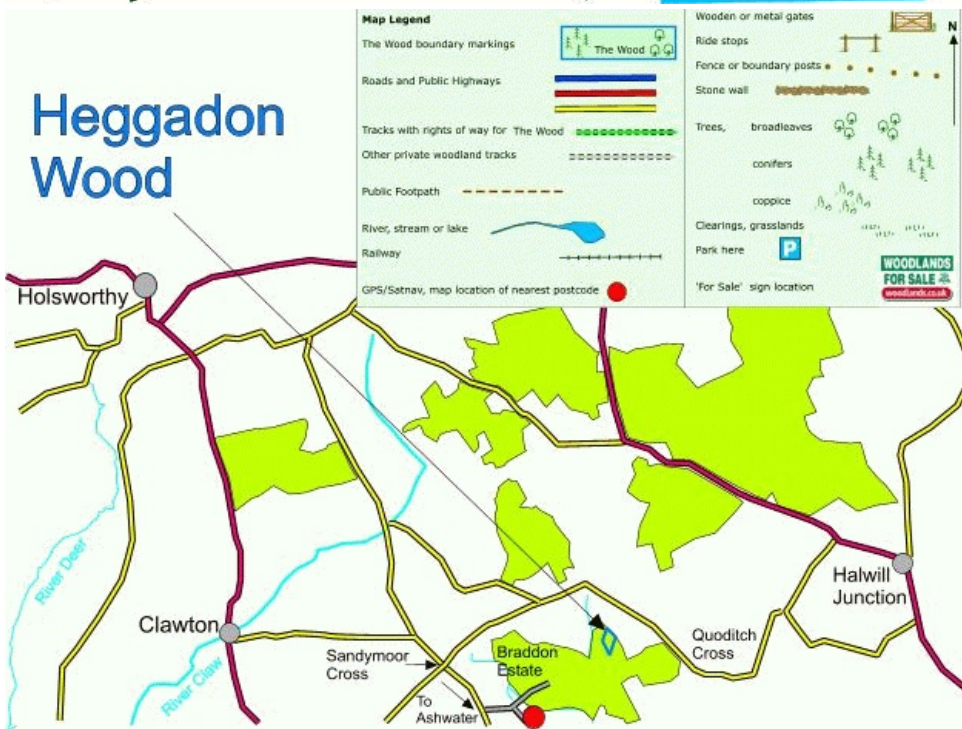 Heggadon
Wood
Map Legend
The Wood boundary markings
The Wood
Roads and Public Highways
Tracks with rights of way for The Wood
Other private woodland tracks
Public Footpath
River, stream or lake
Railway
GPS/Satnav, map location of nearest postcode
Wooden or metal gates
N
Ride stops
Fence or boundary posts
Stone wall
Trees, broadleaves
conifers
coppice
Clearings, grasslands
Park here P
'For Sale' sign location
WOODLANDS
FOR SALE
woodlands.co.uk
Holsworthy
River Deer
Clawton
River Claw
Sandymoor
Cross
To
Ashwater
Braddon
Estate
Quoditch
Cross
Halwill
Junction